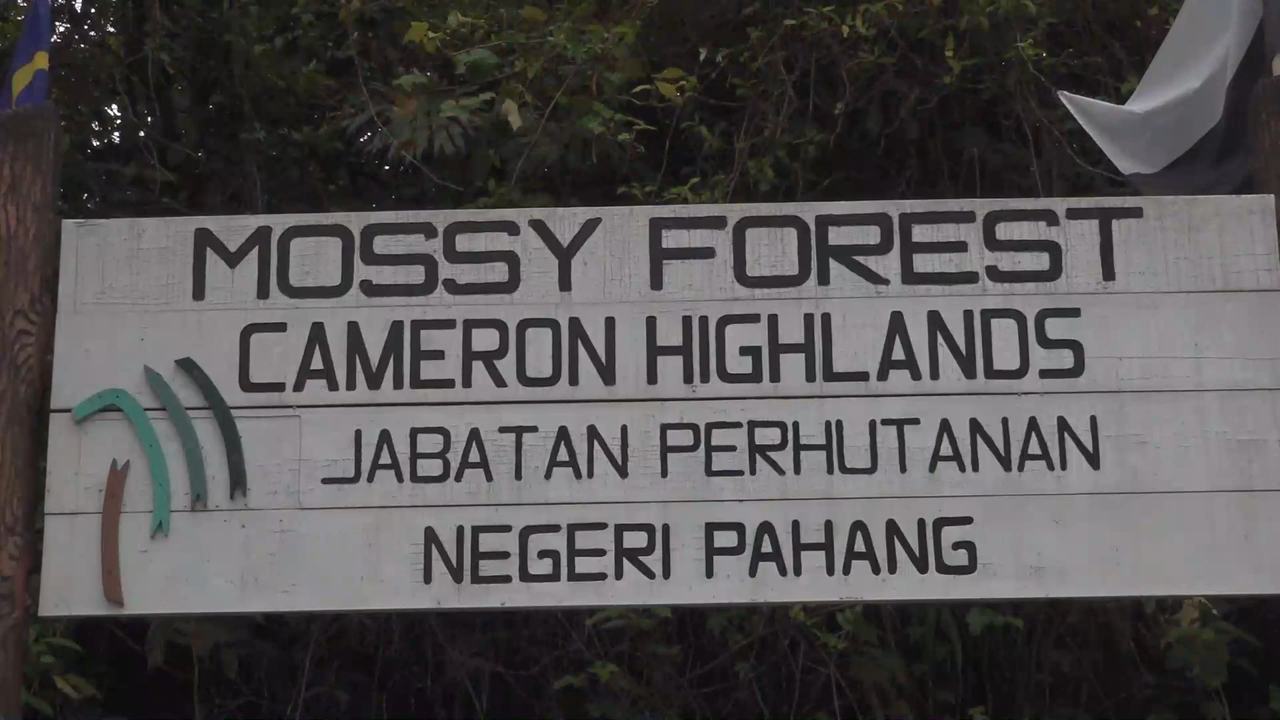 MOSSY FOREST
CAMERON HIGHLANDS
JABATAN PERHUTANAN
NEGERI PAHANG